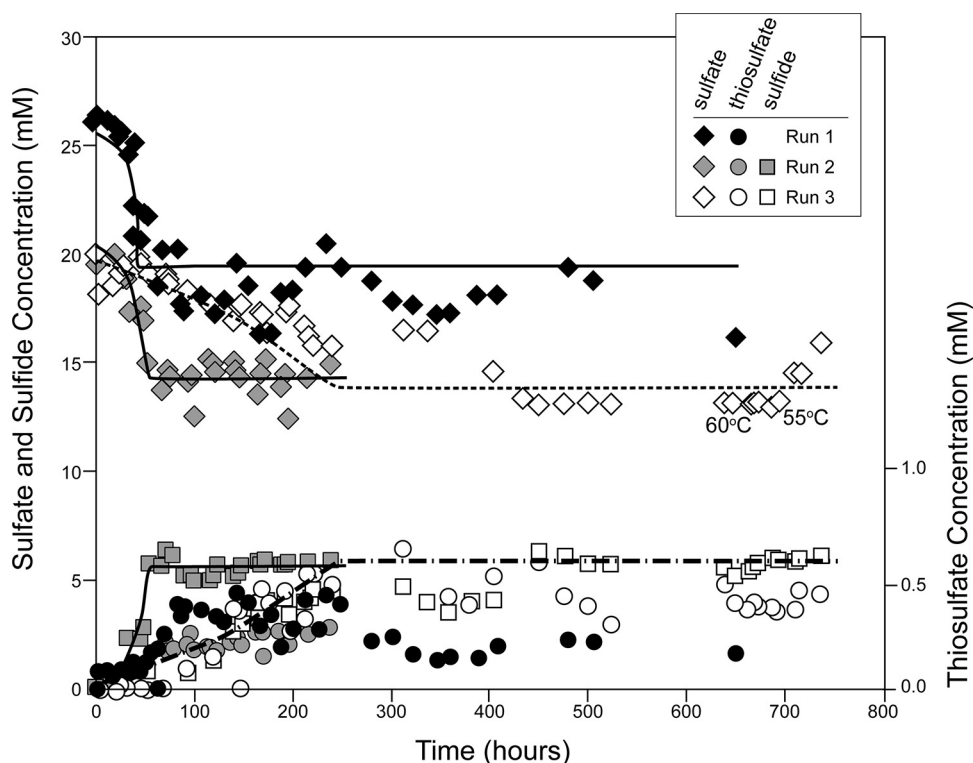 30
25
20
15
10
5
0
Sulfate and Sulfide Concentration (mM)
sulfate
thiosulfate
sulfide
Run 1
Run 2
Run 3
60°C
55°C
1.0
0.5
0.0
Thiosulfate Concentration (mM)
0 100 200 300 400 500 600 700 800
Time (hours)